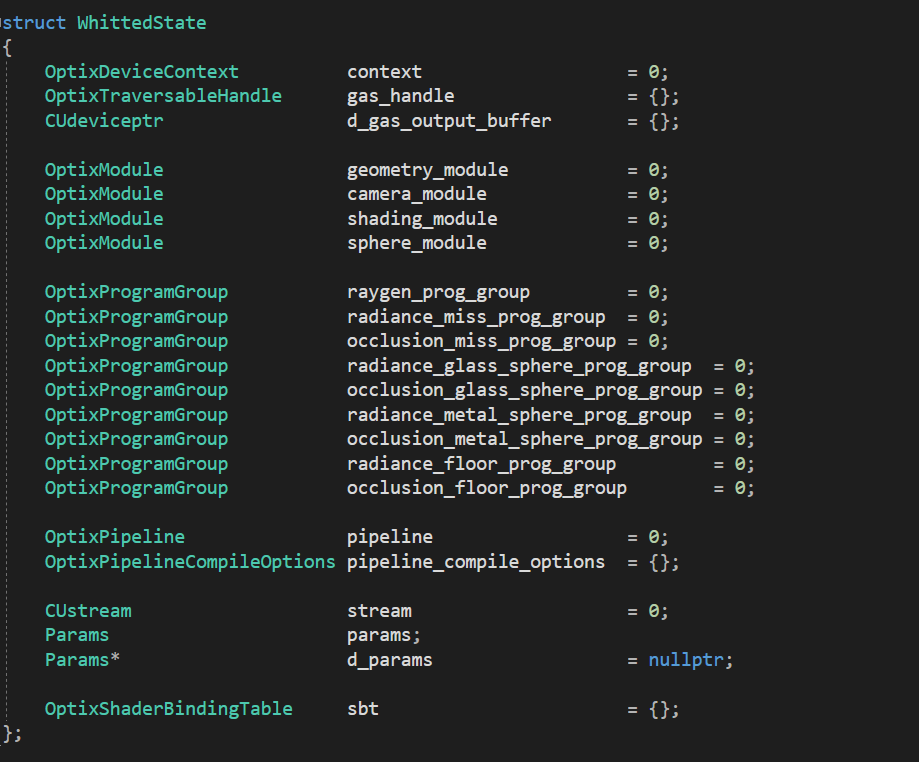 struct WhittedState
{
    OptixDeviceContext          context                   = 0;
    OptixTraversableHandle      gas_handle                = {};
    CUdeviceptr                 d_gas_output_buffer       = {};

    OptixModule                 geometry_module           = 0;
    OptixModule                 camera_module             = 0;
    OptixModule                 shading_module            = 0;
    OptixModule                 sphere_module             = 0;

    OptixProgramGroup           raygen_prog_group         = 0;
    OptixProgramGroup           radiance_miss_prog_group  = 0;
    OptixProgramGroup           occlusion_miss_prog_group = 0;
    OptixProgramGroup           radiance_glass_sphere_prog_group  = 0;
    OptixProgramGroup           occlusion_glass_sphere_prog_group = 0;
    OptixProgramGroup           radiance_metal_sphere_prog_group  = 0;
    OptixProgramGroup           occlusion_metal_sphere_prog_group = 0;
    OptixProgramGroup           radiance_floor_prog_group         = 0;
    OptixProgramGroup           occlusion_floor_prog_group        = 0;

    OptixPipeline               pipeline                  = 0;
    OptixPipelineCompileOptions pipeline_compile_options  = {};

    CUstream                    stream                    = 0;
    Params                      params;
    Params*                     d_params                  = nullptr;

    OptixShaderBindingTable     sbt                       = {};
};